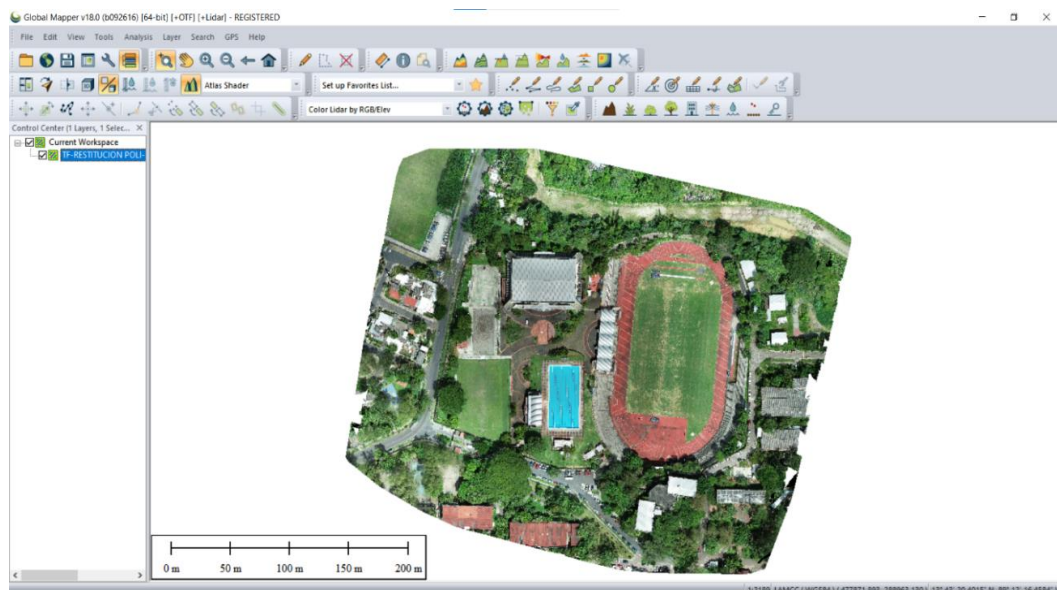 Global Mapper v18.0 (b092616) [64-bit] [+OTF] [+Lidar] - REGISTERED
File Edit View Tools Analysis Layer Search GPS Help
Atlas Shader
Set up Favorites List...
Color Lidar by RGB/Elev
Control Center (1 Layers, 1 Selec...
Current Workspace
TF-RESTITUCION POLI-
0 m 50 m 100 m 150 m 200 m